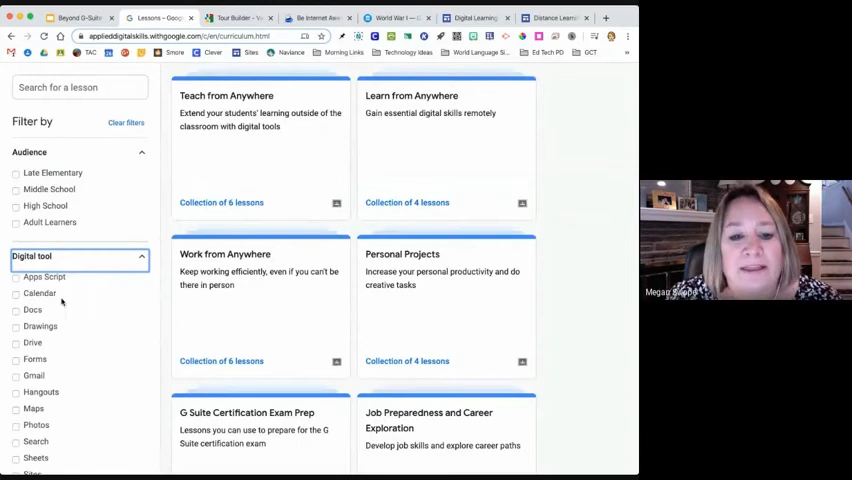 Beyond G-Suite
Lessons – Google
Tour Builder - Va
Be Internet Awe
World War I — G
Digital Learning
Distance Learnin
applieddigitalskills.withgoogle.com/c/en/curriculum.html
TAC
Smore
Clever
Sites
Naviance
Morning Links
Technology Ideas
World Language Si...
Ed Tech PD
GCT
Search for a lesson
Filter by
Clear filters
Audience
Late Elementary
Middle School
High School
Adult Learners
Digital tool
Apps Script
Calendar
Docs
Drawings
Drive
Forms
Gmail
Hangouts
Maps
Photos
Search
Sheets
Sites
Teach from Anywhere
Extend your students' learning outside of the
classroom with digital tools
Collection of 6 lessons
Learn from Anywhere
Gain essential digital skills remotely
Collection of 4 lessons
Work from Anywhere
Keep working efficiently, even if you can't be
there in person
Collection of 6 lessons
Personal Projects
Increase your personal productivity and do
creative tasks
Collection of 4 lessons
G Suite Certification Exam Prep
Lessons you can use to prepare for the G
Suite certification exam
Job Preparedness and Career
Exploration
Develop job skills and explore career paths
Megan